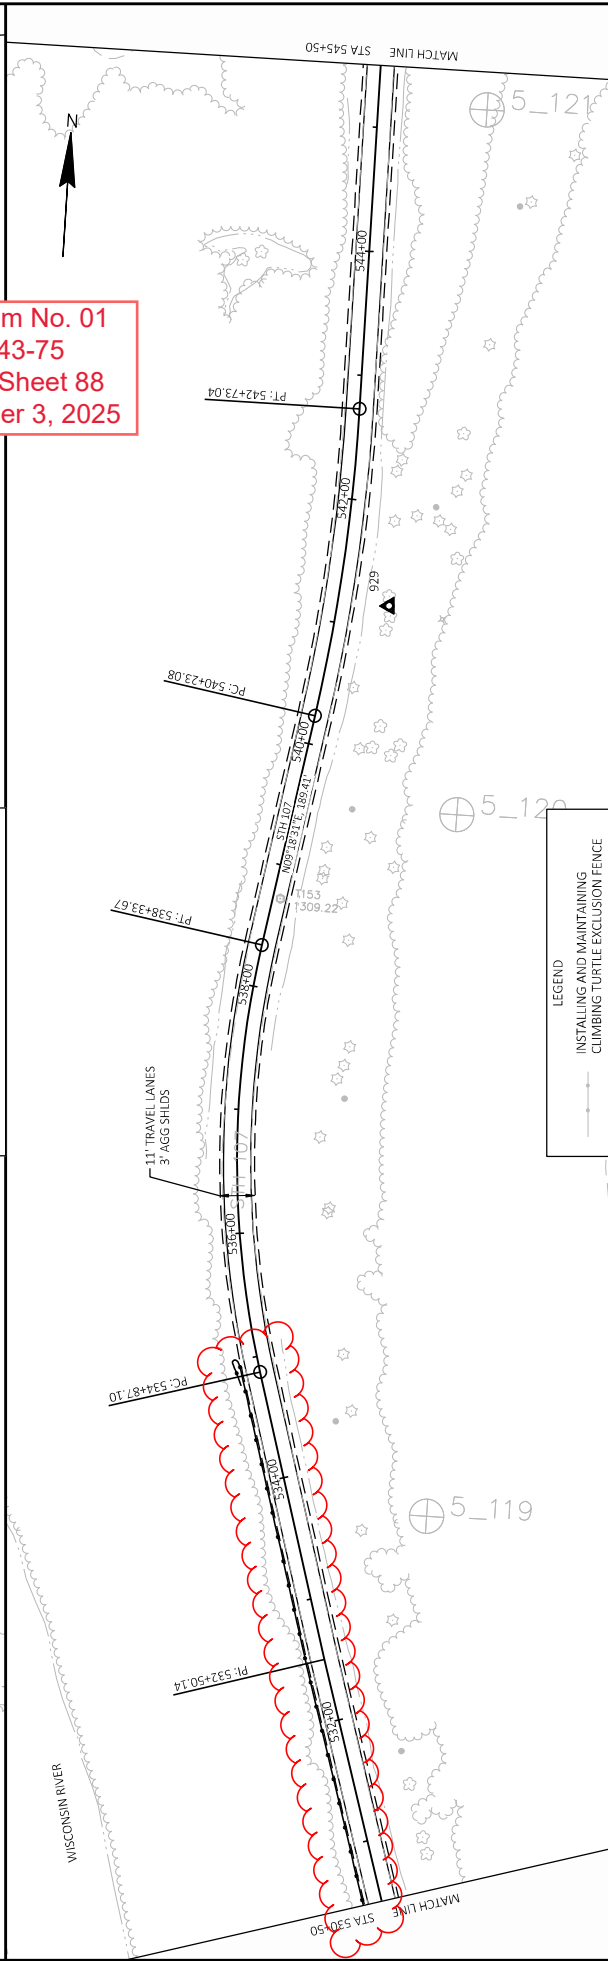 MATCH LINE
STA 545+50
5_121
N
544+00
m No. 01
43-75
Sheet 88
er 3, 2025
PT: 542+73.04
542+00
929
PC: 540+23.08
540+00
STH 107
N09°18'31"E, 189.41'
5_120
1309.22
PT: 538+33.67
538+00
LEGEND
INSTALLING AND MAINTAINING
CLIMBING TURTLE EXCLUSION FENCE
11' TRAVEL LANES
3' AGG SHLDS
STH 107
536+00
PC: 534+87.10
534+00
5_119
PI: 532+50.14
532+00
WISCONSIN RIVER
MATCH LINE
STA 530+50